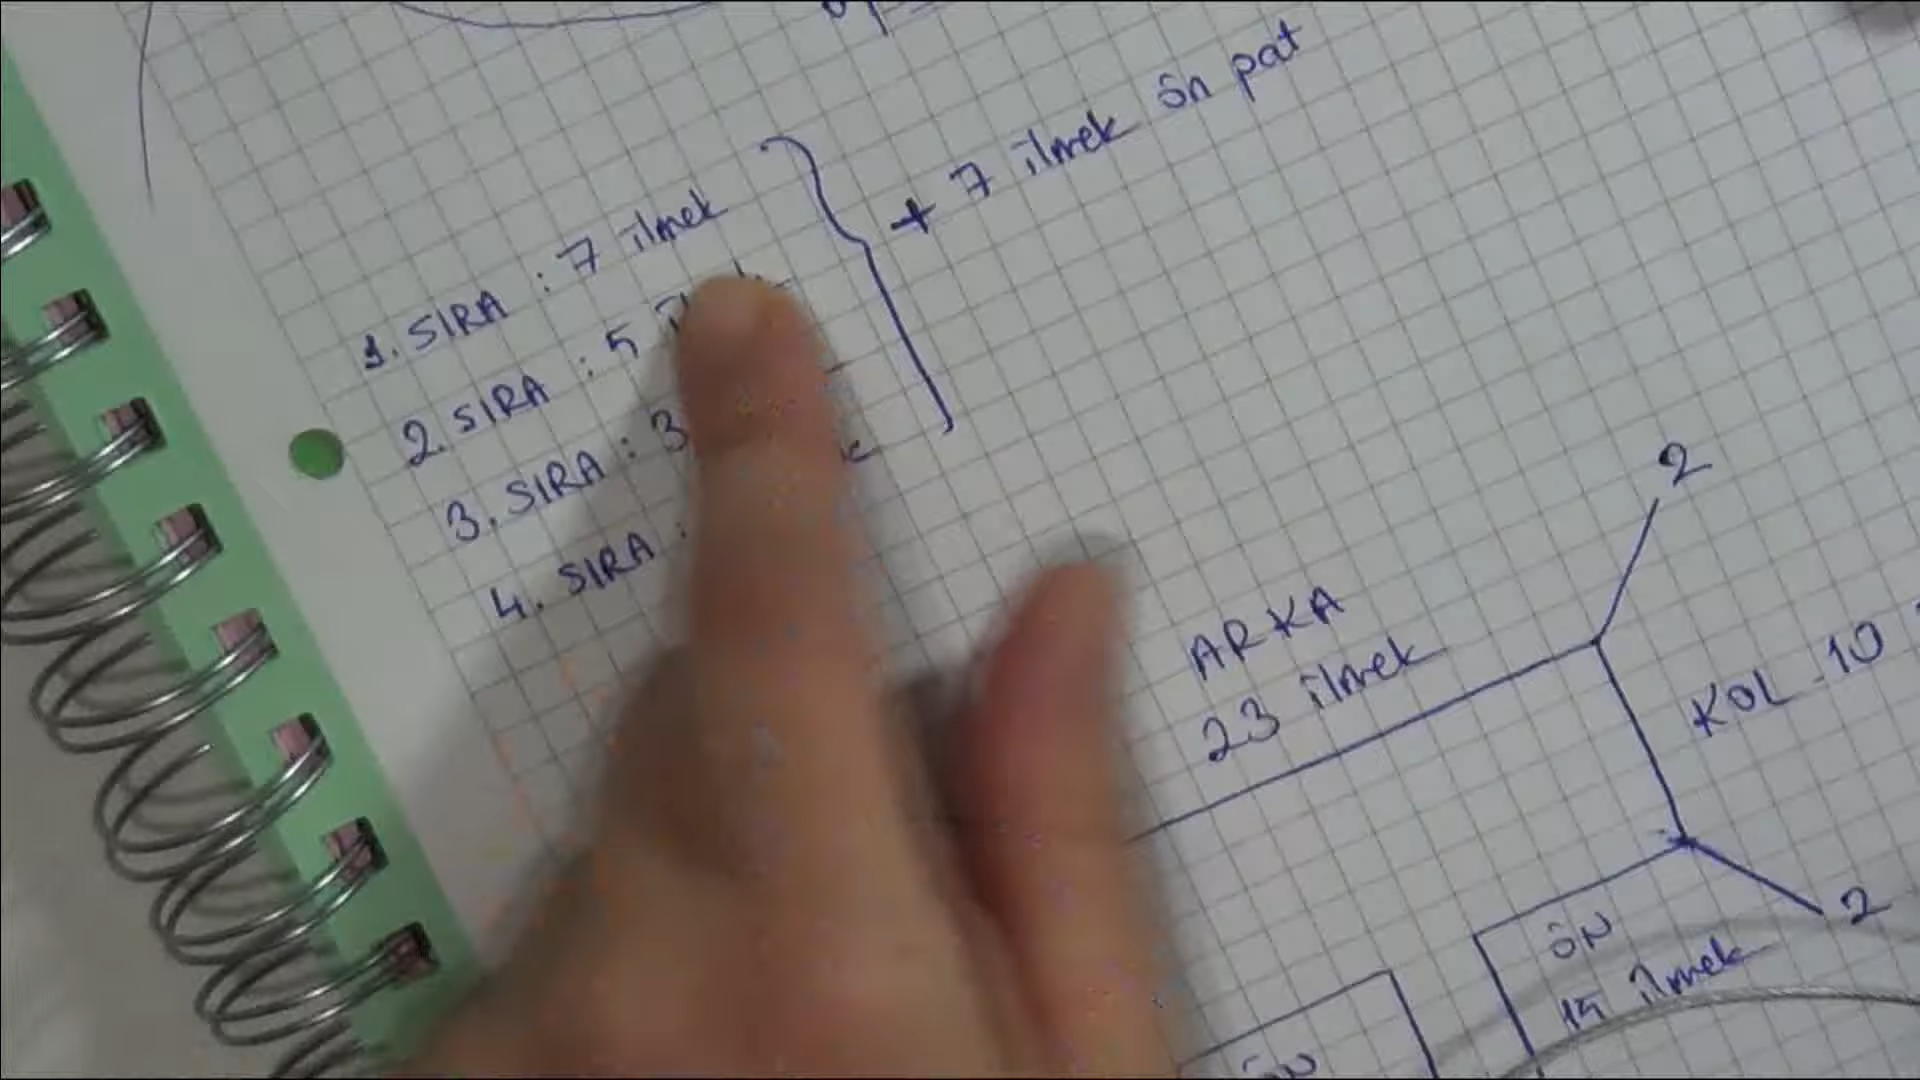 + 7 ilmek ön pat
1. SIRA : 7 ilmek
2. SIRA : 5
3. SIRA : 3
4. SIRA :
ARKA
23 ilmek
2
KOL 10
2
ÖN
ilmek
ÖN